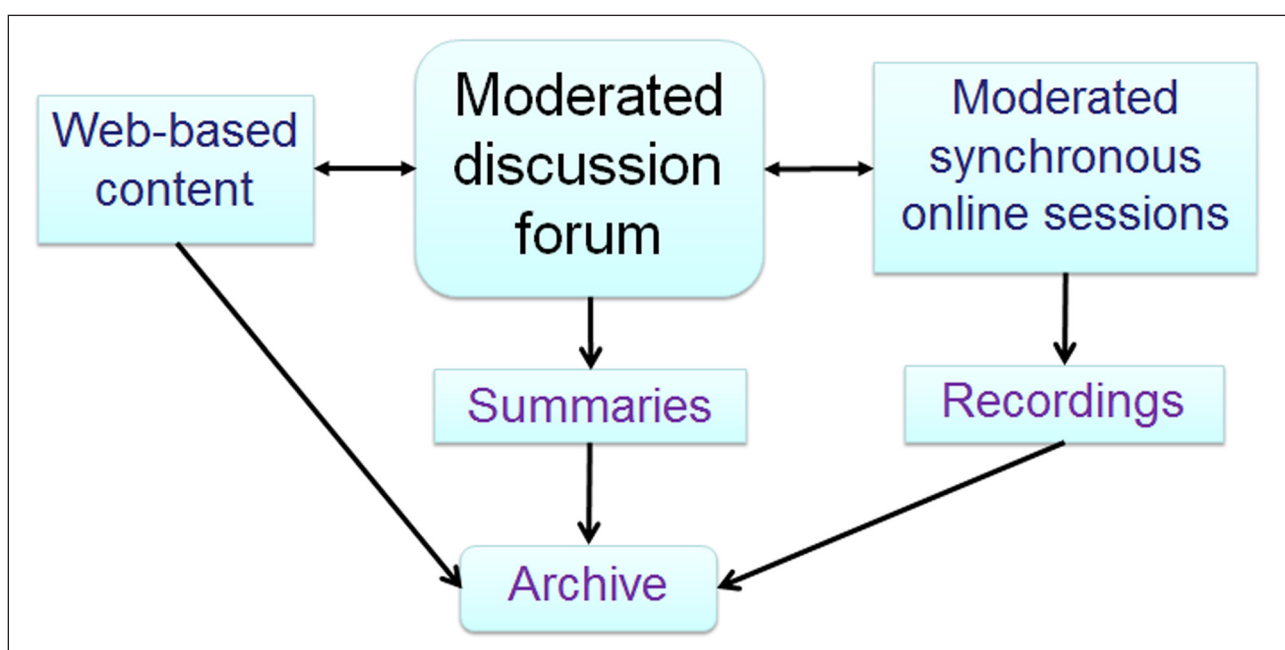 Web-based
content
Moderated
discussion
forum
Moderated
synchronous
online sessions
Summaries
Recordings
Archive